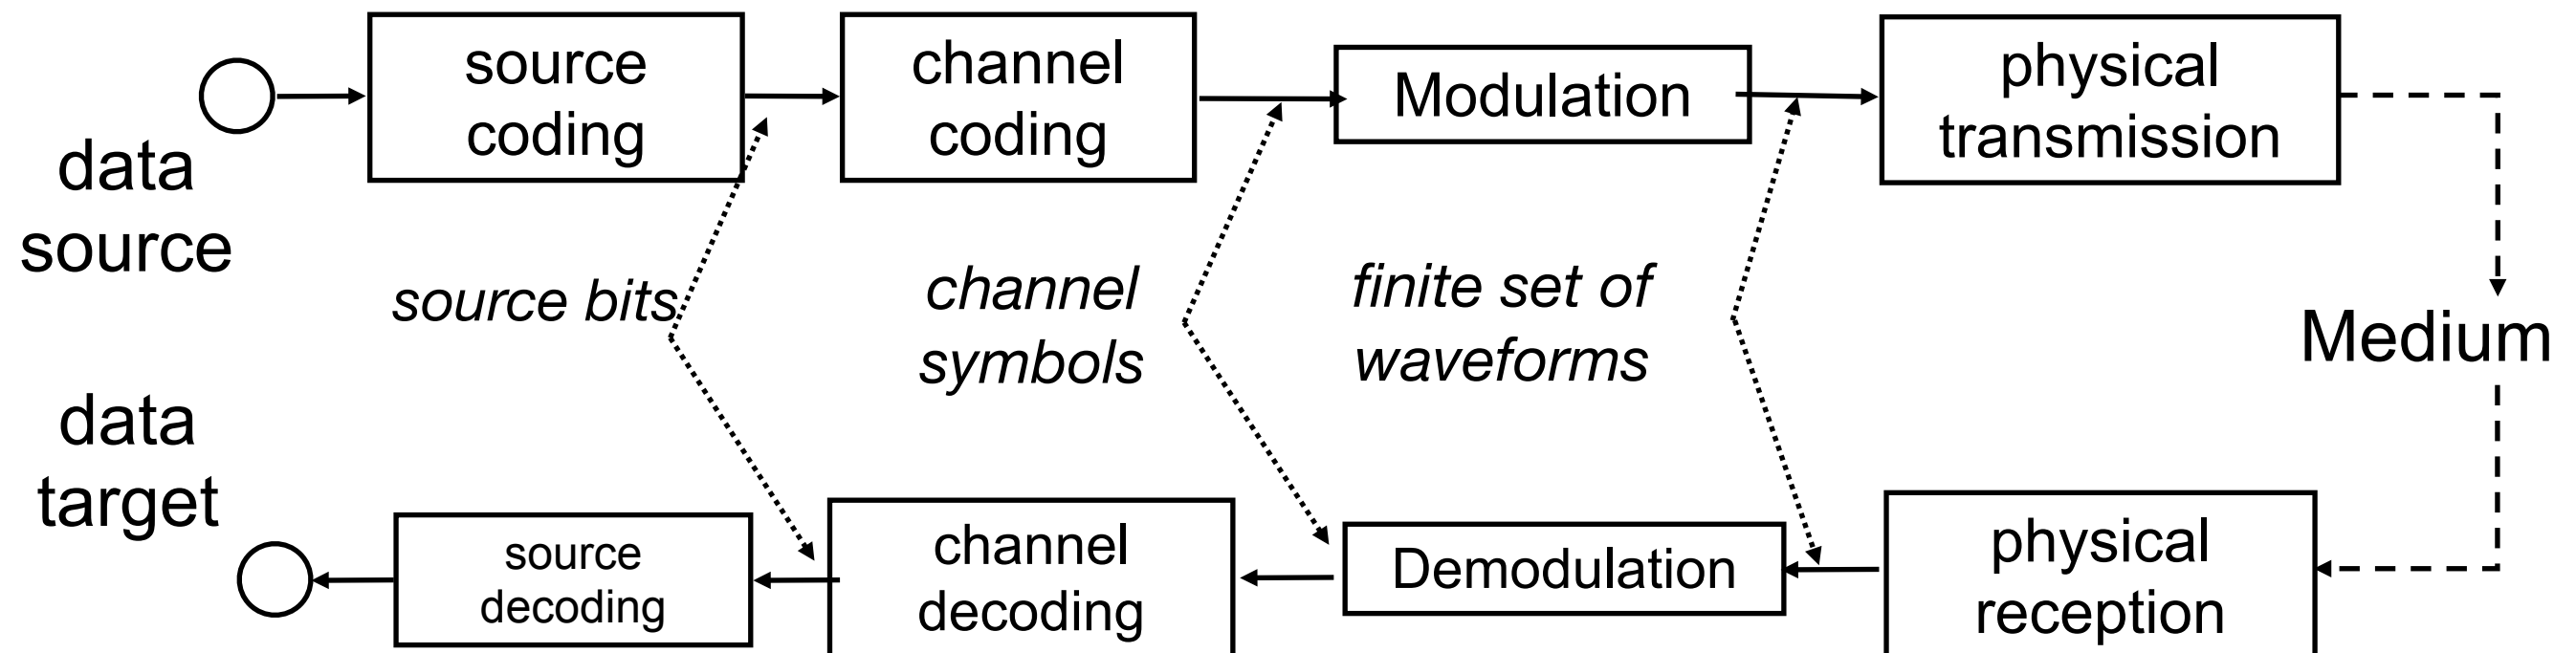 source
coding
channel
coding
Modulation
physical
transmission
data
source
source bits
channel
symbols
finite set of
waveforms
Medium
data
target
source
decoding
channel
decoding
Demodulation
physical
reception